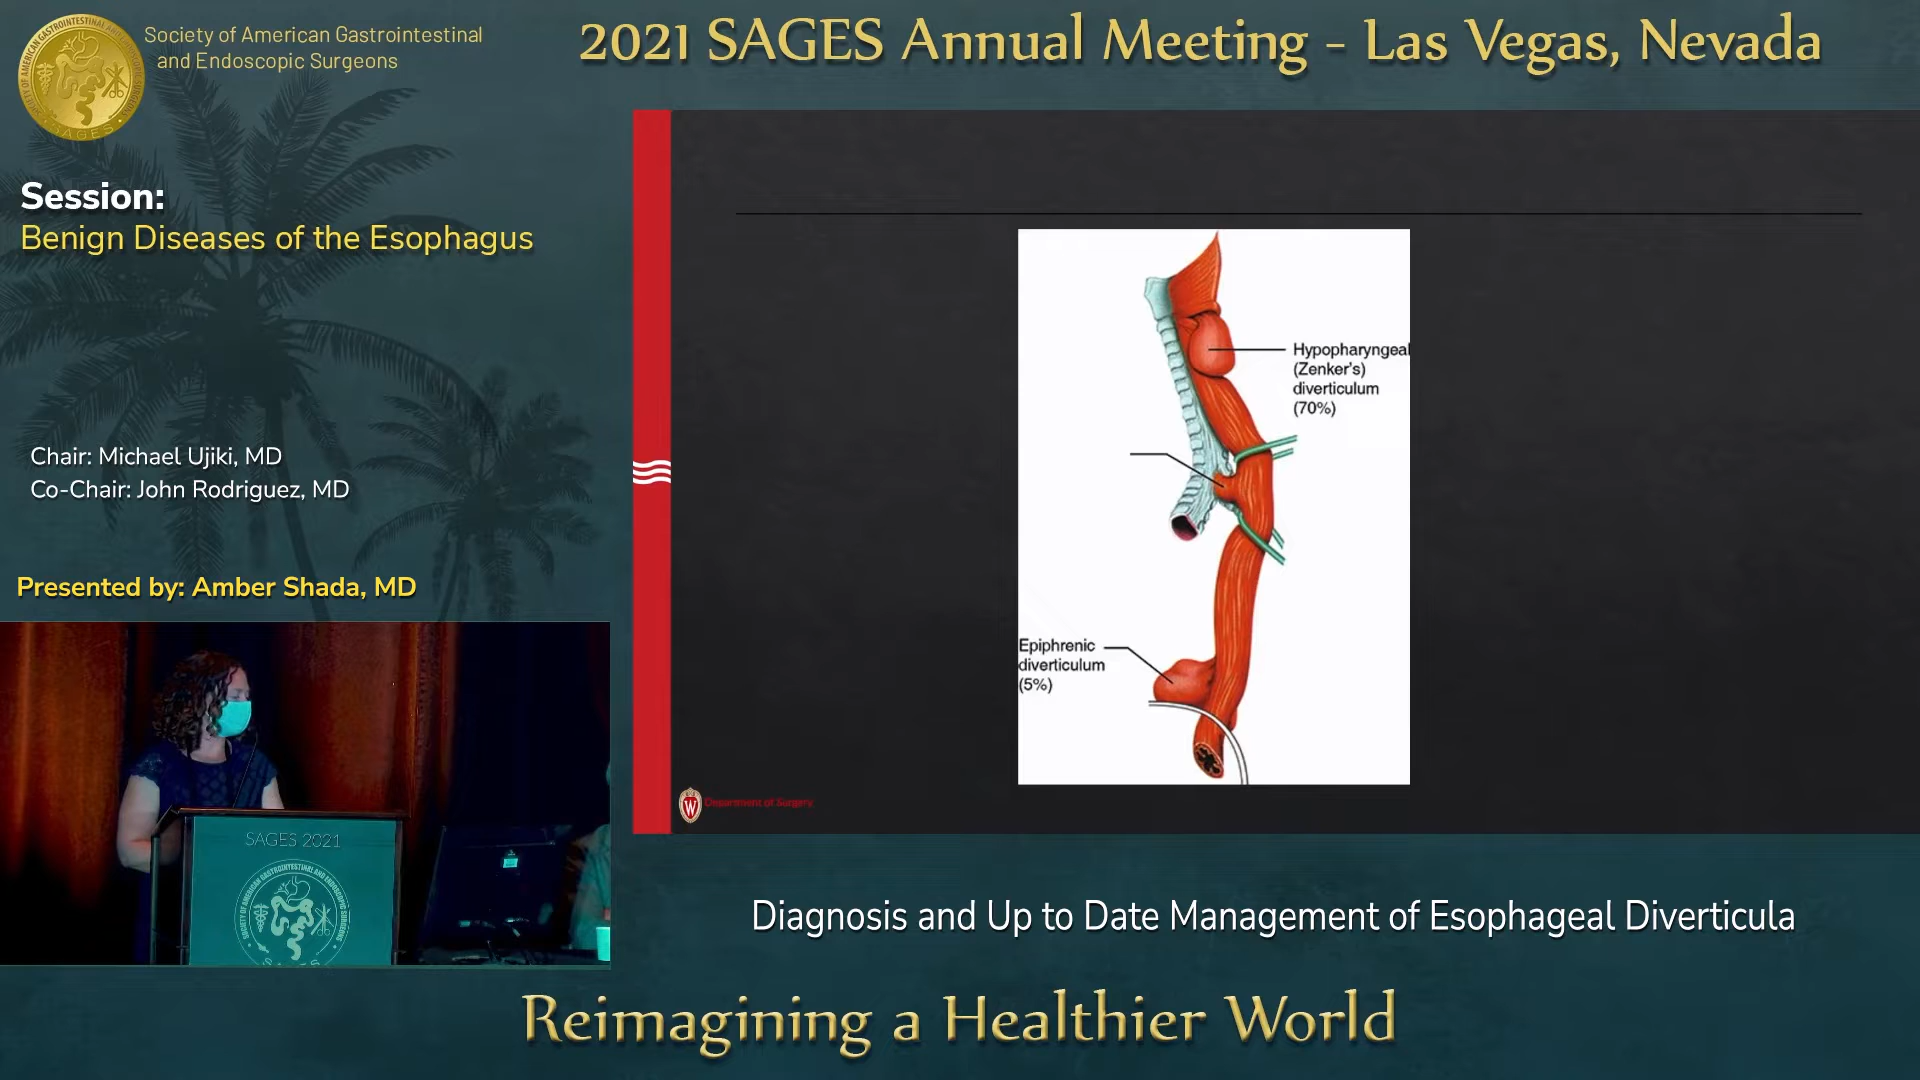 Society of American Gastrointestinal
and Endoscopic Surgeons
2021 SAGES Annual Meeting - Las Vegas, Nevada
SAGES
Session:
Benign Diseases of the Esophagus
Chair: Michael Ujiki, MD
Co-Chair: John Rodriguez, MD
Presented by: Amber Shada, MD
Hypopharyngeal
(Zenker's)
diverticulum
(70%)
Epiphrenic
diverticulum
(5%)
W
Department of Surgery
SAGES 2021
Diagnosis and Up to Date Management of Esophageal Diverticula
Reimagining a Healthier World